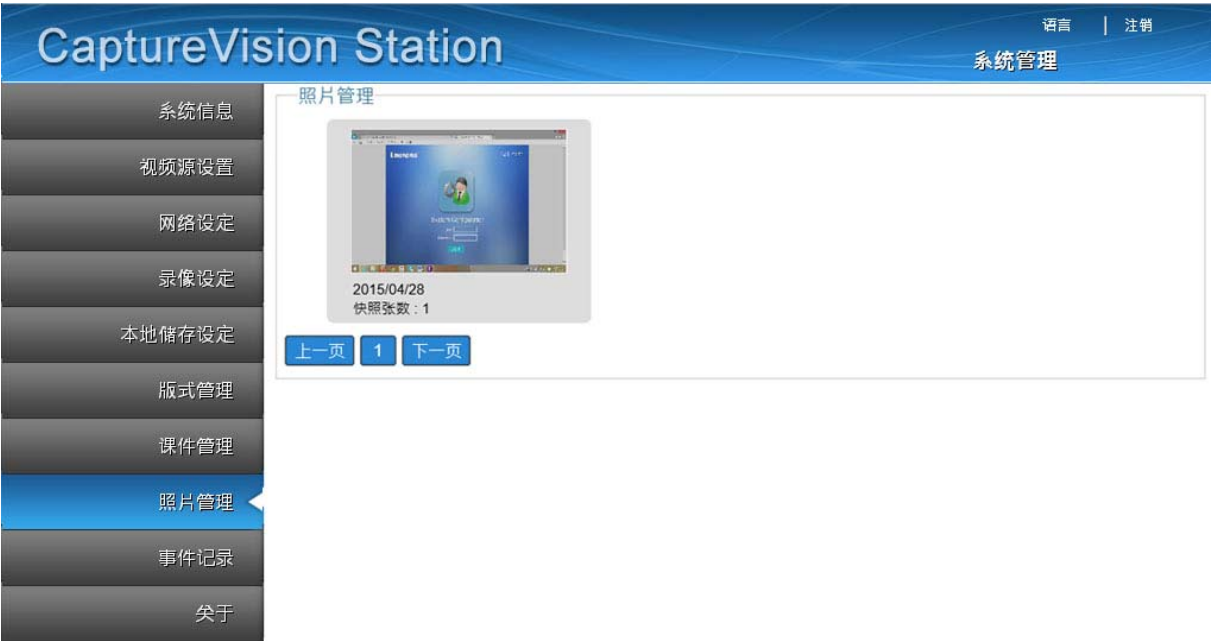 CaptureVision Station
语言 | 注销
系统管理
系统信息
视频源设置
网络设定
录像设定
本地储存设定
版式管理
课件管理
照片管理
事件记录
关于
照片管理
2015/04/28
快照张数 : 1
上一页 1 下一页